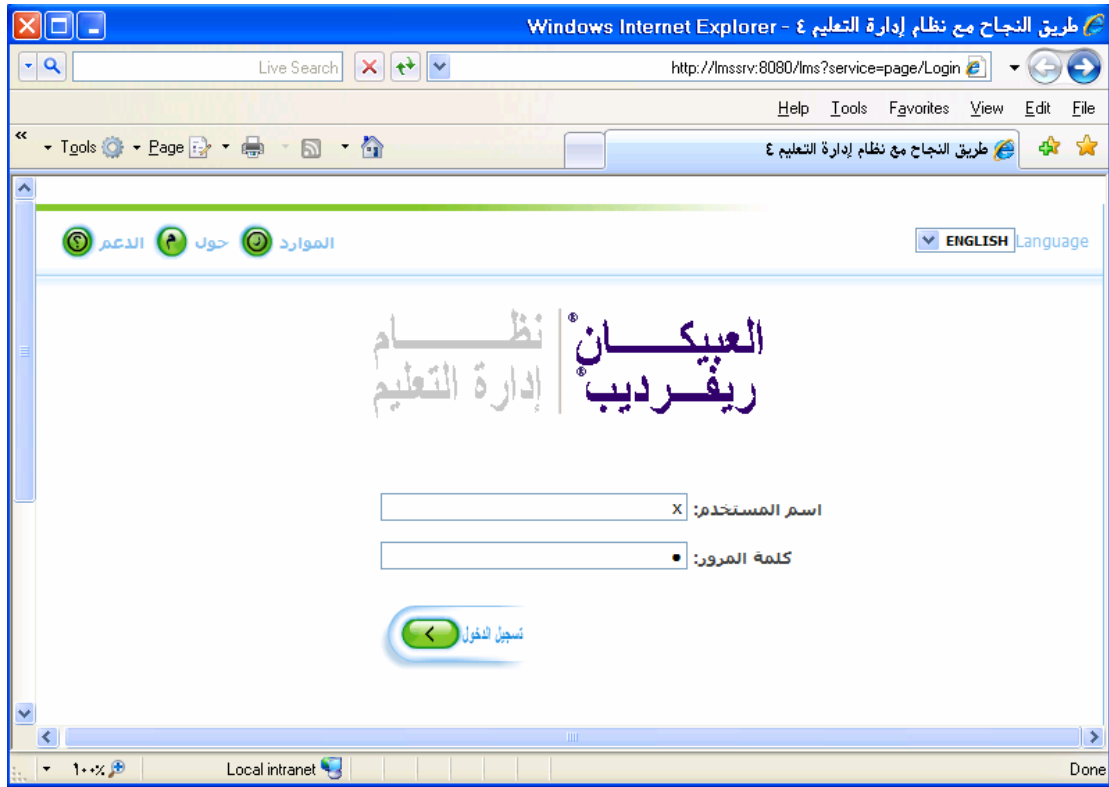 طريق النجاح مع نظام إدارة التعليم ٤ - Windows Internet Explorer
http://lmssrv:8080/lms?service=page/Login
Live Search
File Edit View Favorites Tools Help
طريق النجاح مع نظام إدارة التعليم ٤
Page Tools
Language ENGLISH
الموارد حول الدعم
العبيكان® نظام
ريفرديب® إدارة التعليم
اسم المستخدم: x
كلمة المرور: •
تسجيل الدخول
Done
Local intranet
١٠٠%